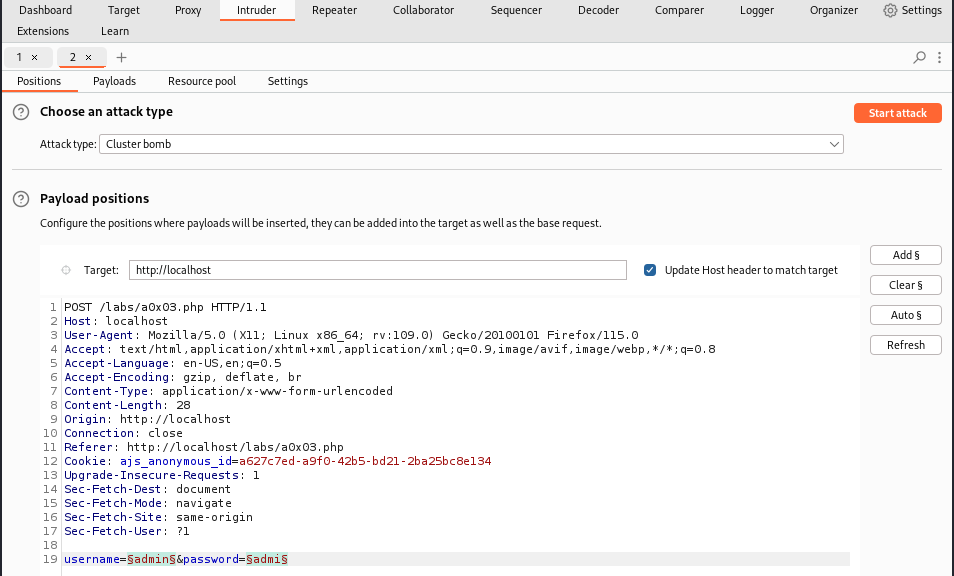 Dashboard Target Proxy Intruder Repeater Collaborator Sequencer Decoder Comparer Logger Organizer Settings
Extensions Learn
1 × 2 × +
Positions Payloads Resource pool Settings
? Choose an attack type Start attack
Attack type: Cluster bomb
? Payload positions
Configure the positions where payloads will be inserted, they can be added into the target as well as the base request.
Target: http://localhost Update Host header to match target
Add §
Clear §
Auto §
Refresh
1 POST /labs/a0x03.php HTTP/1.1
2 Host: localhost
3 User-Agent: Mozilla/5.0 (X11; Linux x86_64; rv:109.0) Gecko/20100101 Firefox/115.0
4 Accept: text/html,application/xhtml+xml,application/xml;q=0.9,image/avif,image/webp,*/*;q=0.8
5 Accept-Language: en-US,en;q=0.5
6 Accept-Encoding: gzip, deflate, br
7 Content-Type: application/x-www-form-urlencoded
8 Content-Length: 28
9 Origin: http://localhost
10 Connection: close
11 Referer: http://localhost/labs/a0x03.php
12 Cookie: ajs_anonymous_id=a627c7ed-a9f0-42b5-bd21-2ba25bc8e134
13 Upgrade-Insecure-Requests: 1
14 Sec-Fetch-Dest: document
15 Sec-Fetch-Mode: navigate
16 Sec-Fetch-Site: same-origin
17 Sec-Fetch-User: ?1
18
19 username=§admin§&password=§admi§